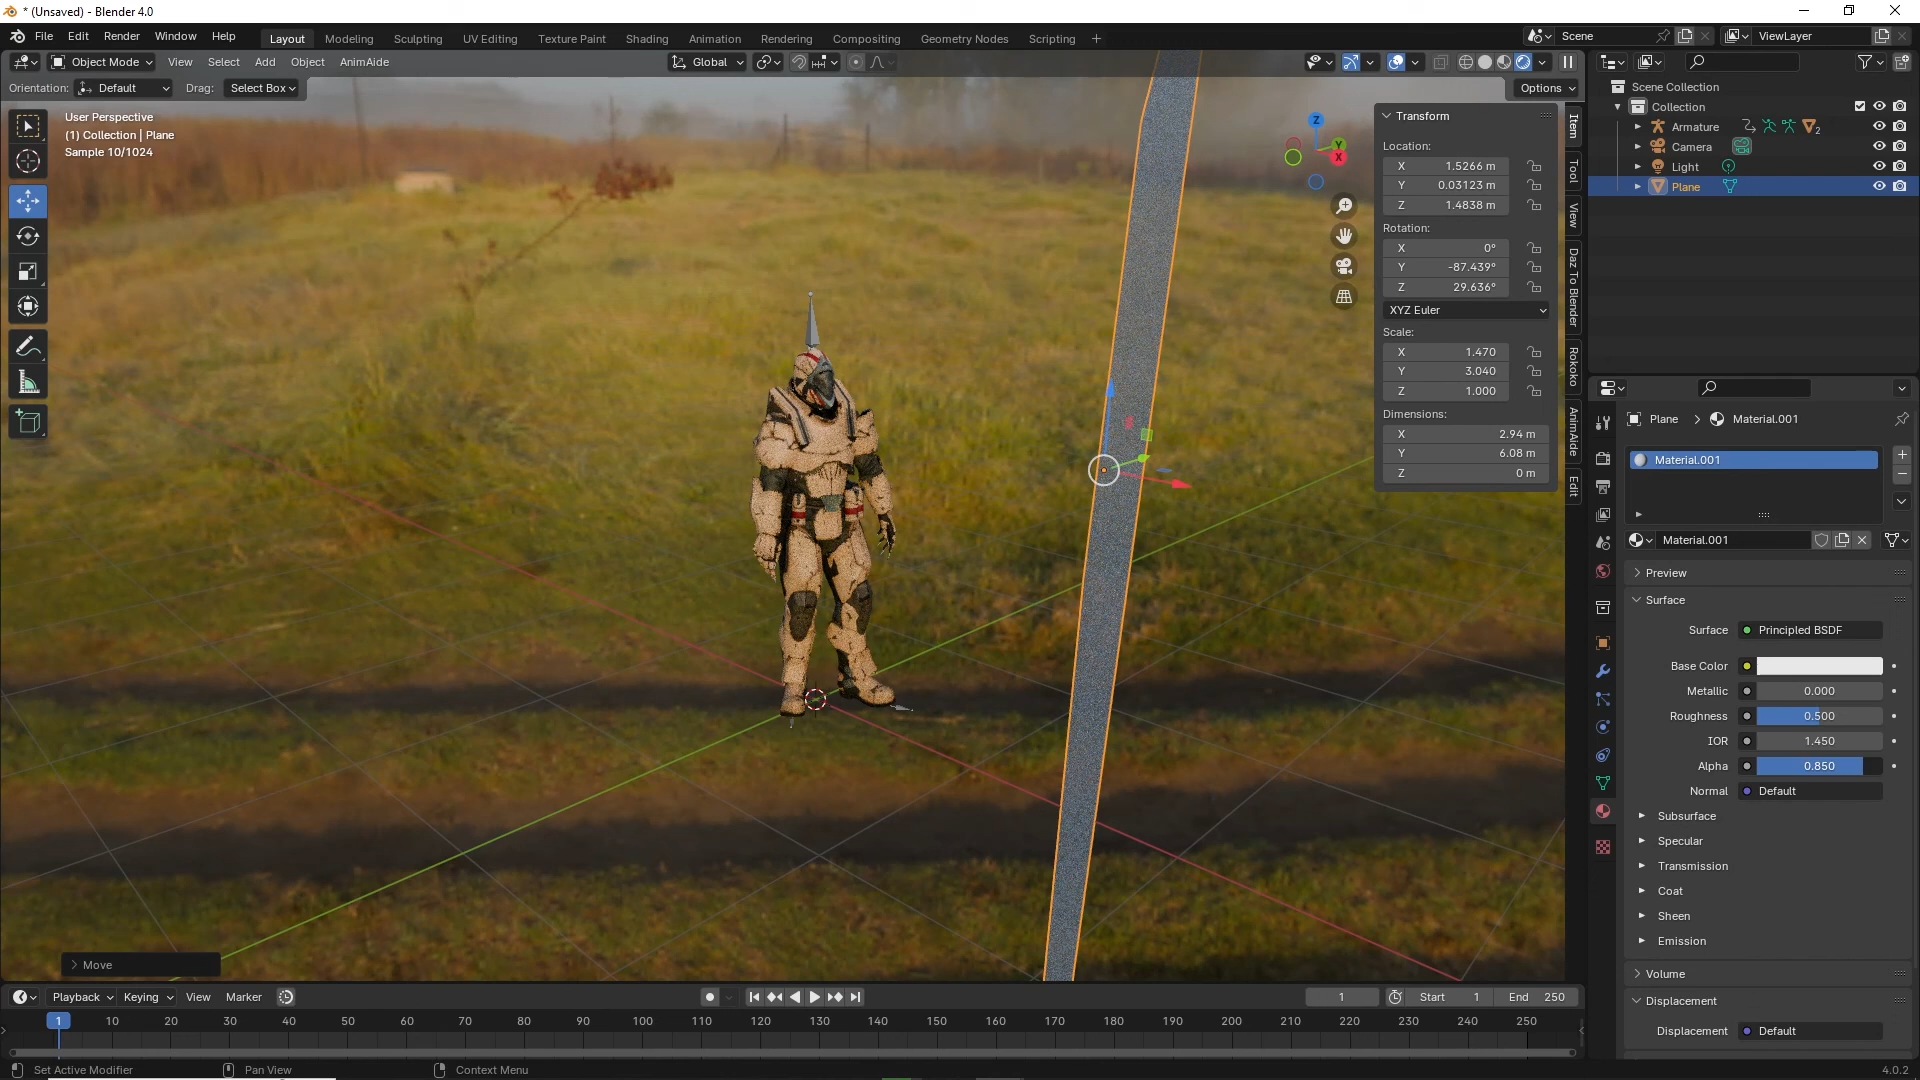 * (Unsaved) - Blender 4.0
File Edit Render Window Help
Layout Modeling Sculpting UV Editing Texture Paint Shading Animation Rendering Compositing Geometry Nodes Scripting +
Scene
ViewLayer
Object Mode View Select Add Object AnimAide
Global
Orientation: Default Drag: Select Box
Options
User Perspective
(1) Collection | Plane
Sample 10/1024
Z
Y
X
Transform
Location:
X 1.5266 m
Y 0.03123 m
Z 1.4838 m
Rotation:
X 0°
Y -87.439°
Z 29.636°
XYZ Euler
Scale:
X 1.470
Y 3.040
Z 1.000
Dimensions:
X 2.94 m
Y 6.08 m
Z 0 m
Item
Tool
View
Daz To Blender
Rokoko
AnimAide
Edit
Scene Collection
Collection
Armature 2
Camera
Light
Plane
Plane > Material.001
Material.001
Material.001
Preview
Surface
Surface Principled BSDF
Base Color
Metallic 0.000
Roughness 0.500
IOR 1.450
Alpha 0.850
Normal Default
Subsurface
Specular
Transmission
Coat
Sheen
Emission
Volume
Displacement
Displacement Default
Move
Playback Keying View Marker
1
Start 1 End 250
1 10 20 30 40 50 60 70 80 90 100 110 120 130 140 150 160 170 180 190 200 210 220 230 240 250
Set Active Modifier Pan View Context Menu
4.0.2